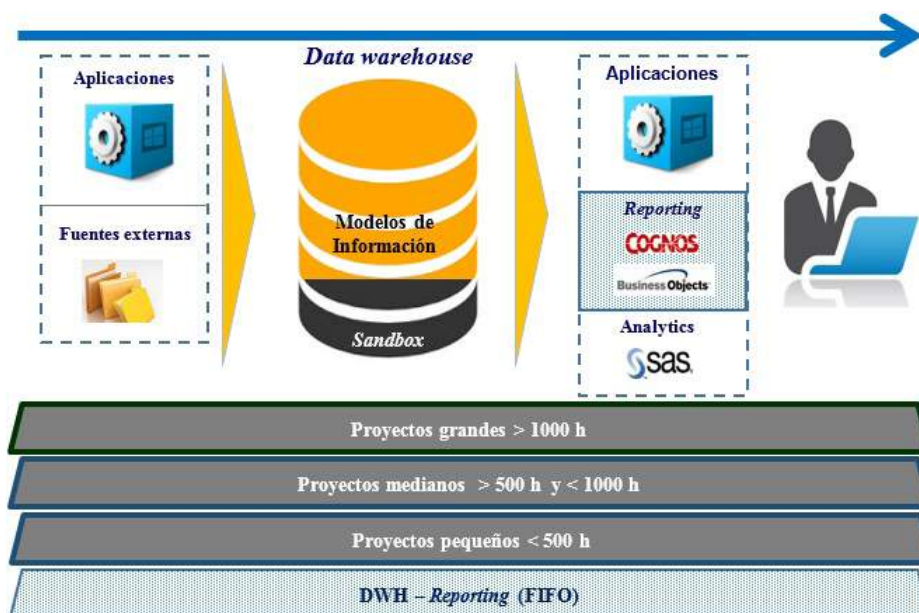 Data warehouse
Aplicaciones
Fuentes externas
Modelos de
Información
Sandbox
Aplicaciones
Reporting
COGNOS
Business Objects
Analytics
sas
Proyectos grandes > 1000 h
Proyectos medianos > 500 h y < 1000 h
Proyectos pequeños < 500 h
DWH – Reporting (FIFO)